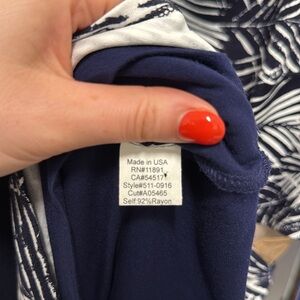 Made in USA
RN#11891
CA#54517
Style#511-0916
Cut#A05465
Self:92%Rayon